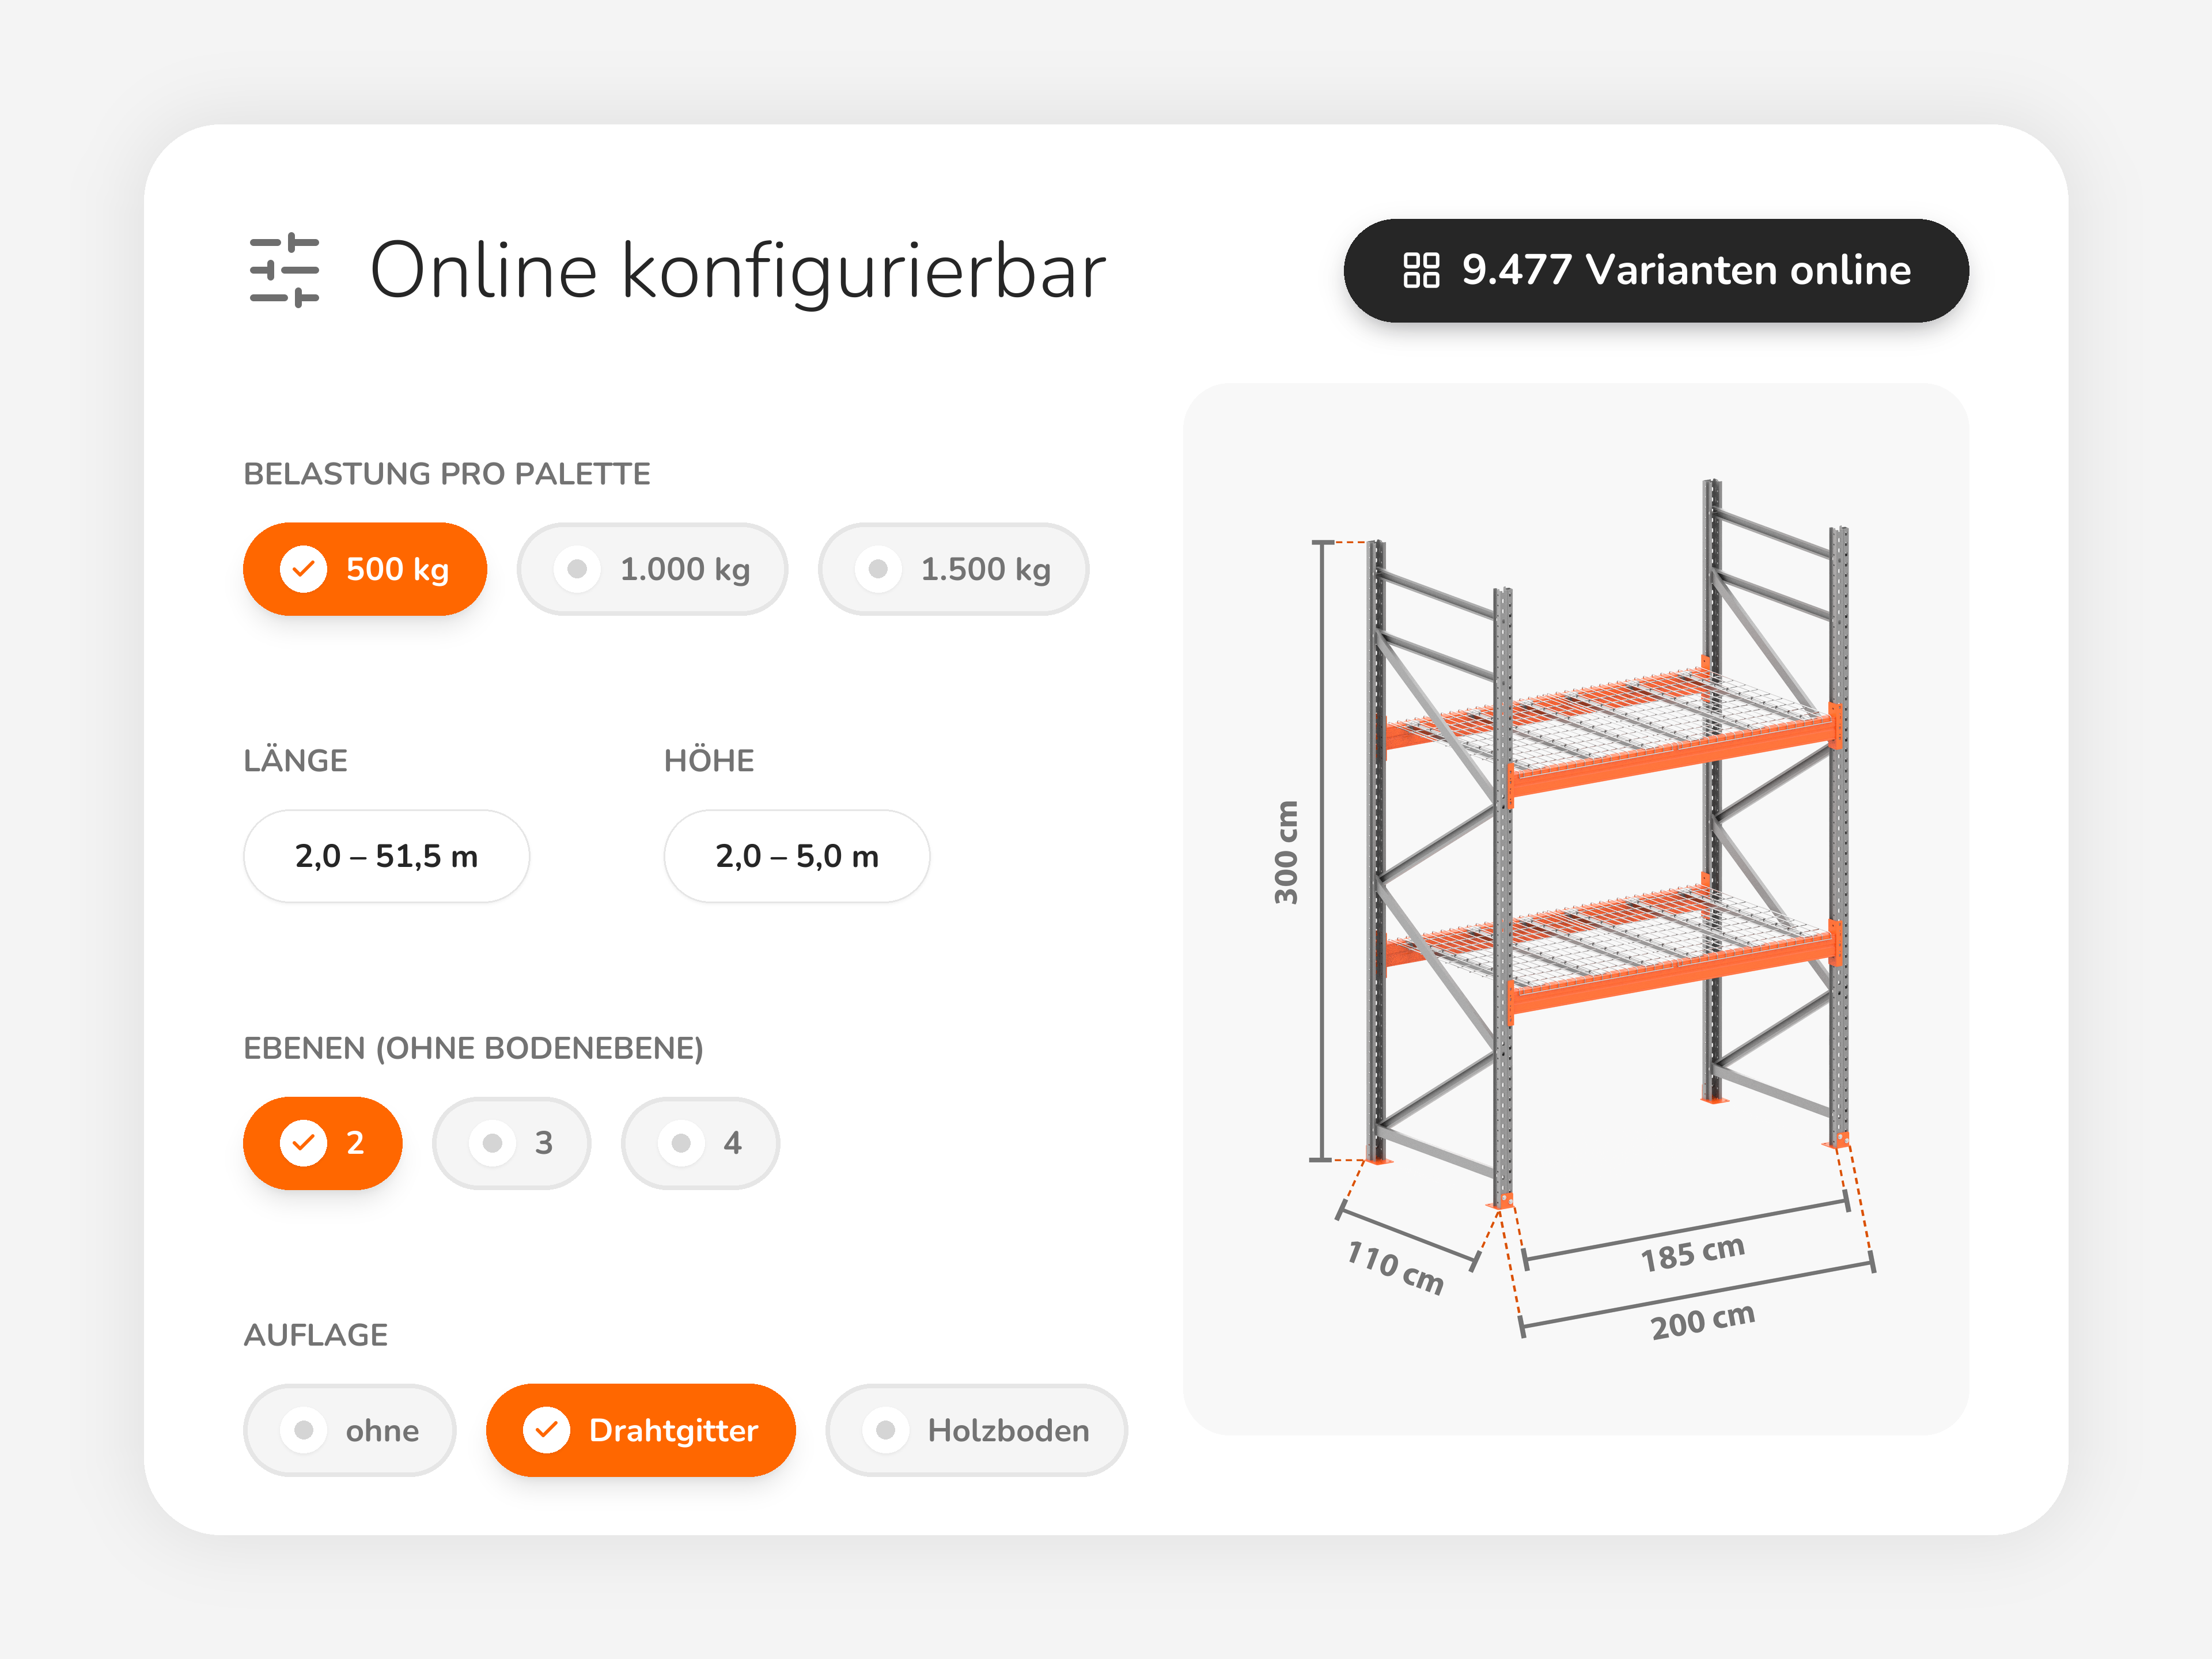 Online konfigurierbar
9.477 Varianten online
BELASTUNG PRO PALETTE
500 kg
1.000 kg
1.500 kg
LÄNGE
HÖHE
2,0 – 51,5 m
2,0 – 5,0 m
EBENEN (OHNE BODENEBENE)
2
3
4
AUFLAGE
ohne
Drahtgitter
Holzboden
300 cm
110 cm
185 cm
200 cm